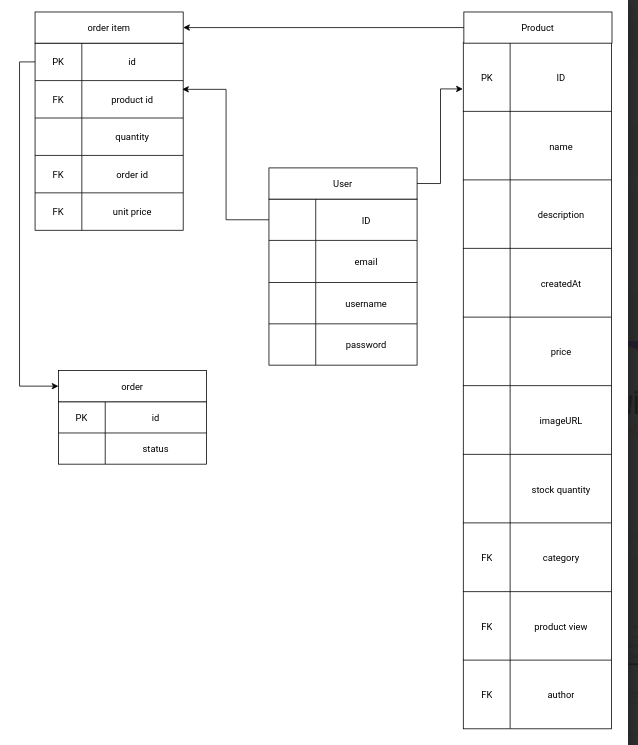 order item
PK id
FK product id
quantity
FK order id
FK unit price
Product
PK ID
name
description
createdAt
price
imageURL
stock quantity
FK category
FK product view
FK author
User
ID
email
username
password
order
PK id
status